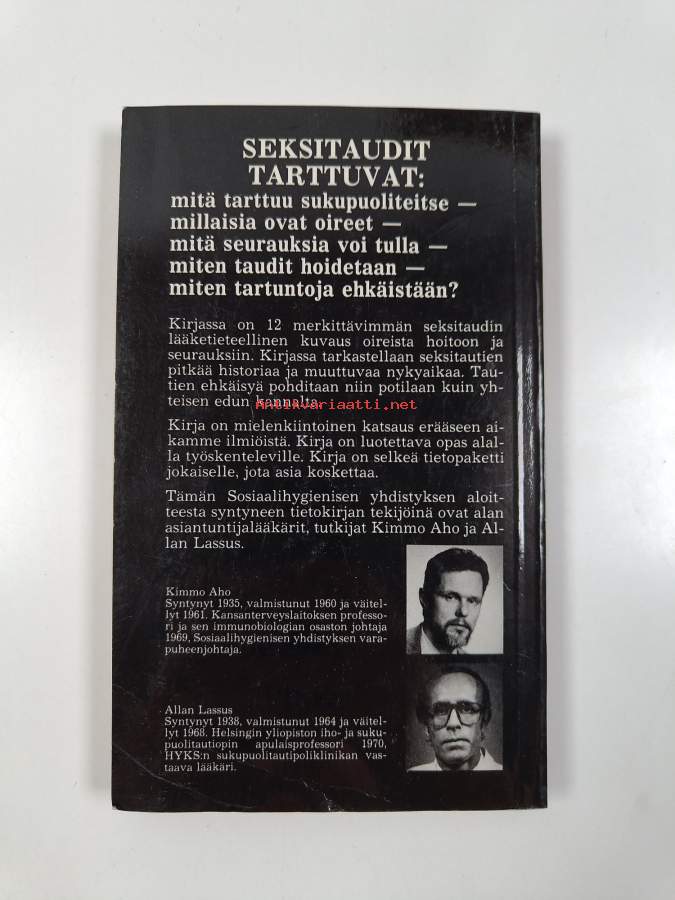 SEKSITAUDIT
TARTTUVAT:
mitä tarttuu sukupuoliteitse —
millaisia ovat oireet —
mitä seurauksia voi tulla —
miten taudit hoidetaan —
miten tartuntoja ehkäistään?
Kirjassa on 12 merkittävimmän seksitaudin
lääketieteellinen kuvaus oireista hoitoon ja
seurauksiin. Kirjassa tarkastellaan seksitautien
pitkää historiaa ja muuttuvaa nykyaikaa. Tau-
tien ehkäisyä pohditaan niin potilaan kuin yh-
teisen edun kannalta.
Antikvariaatti.net
Kirja on mielenkiintoinen katsaus erääseen ai-
kamme ilmiöistä. Kirja on luotettava opas alal-
la työskenteleville. Kirja on selkeä tietopaketti
jokaiselle, jota asia koskettaa.
Tämän Sosiaalihygienisen yhdistyksen aloit-
teesta syntyneen tietokirjan tekijöinä ovat alan
asiantuntijalääkärit, tutkijat Kimmo Aho ja Al-
lan Lassus.
Kimmo Aho
Syntynyt 1935, valmistunut 1960 ja väitel-
lyt 1961. Kansanterveyslaitoksen professo-
ri ja sen immunobiologian osaston johtaja
1969, Sosiaalihygienisen yhdistyksen vara-
puheenjohtaja.
Allan Lassus
Syntynyt 1938, valmistunut 1964 ja väitel-
lyt 1968. Helsingin yliopiston iho- ja suku-
puolitautiopin apulaisprofessori 1970,
HYKS:n sukupuolitautipoliklinikan vas-
taava lääkäri.